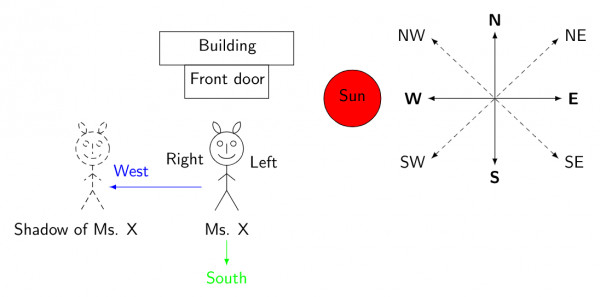 Building
Front door
Sun
N
NW
NE
W
E
SW
SE
S
Right
Left
West
Shadow of Ms. X
Ms. X
South